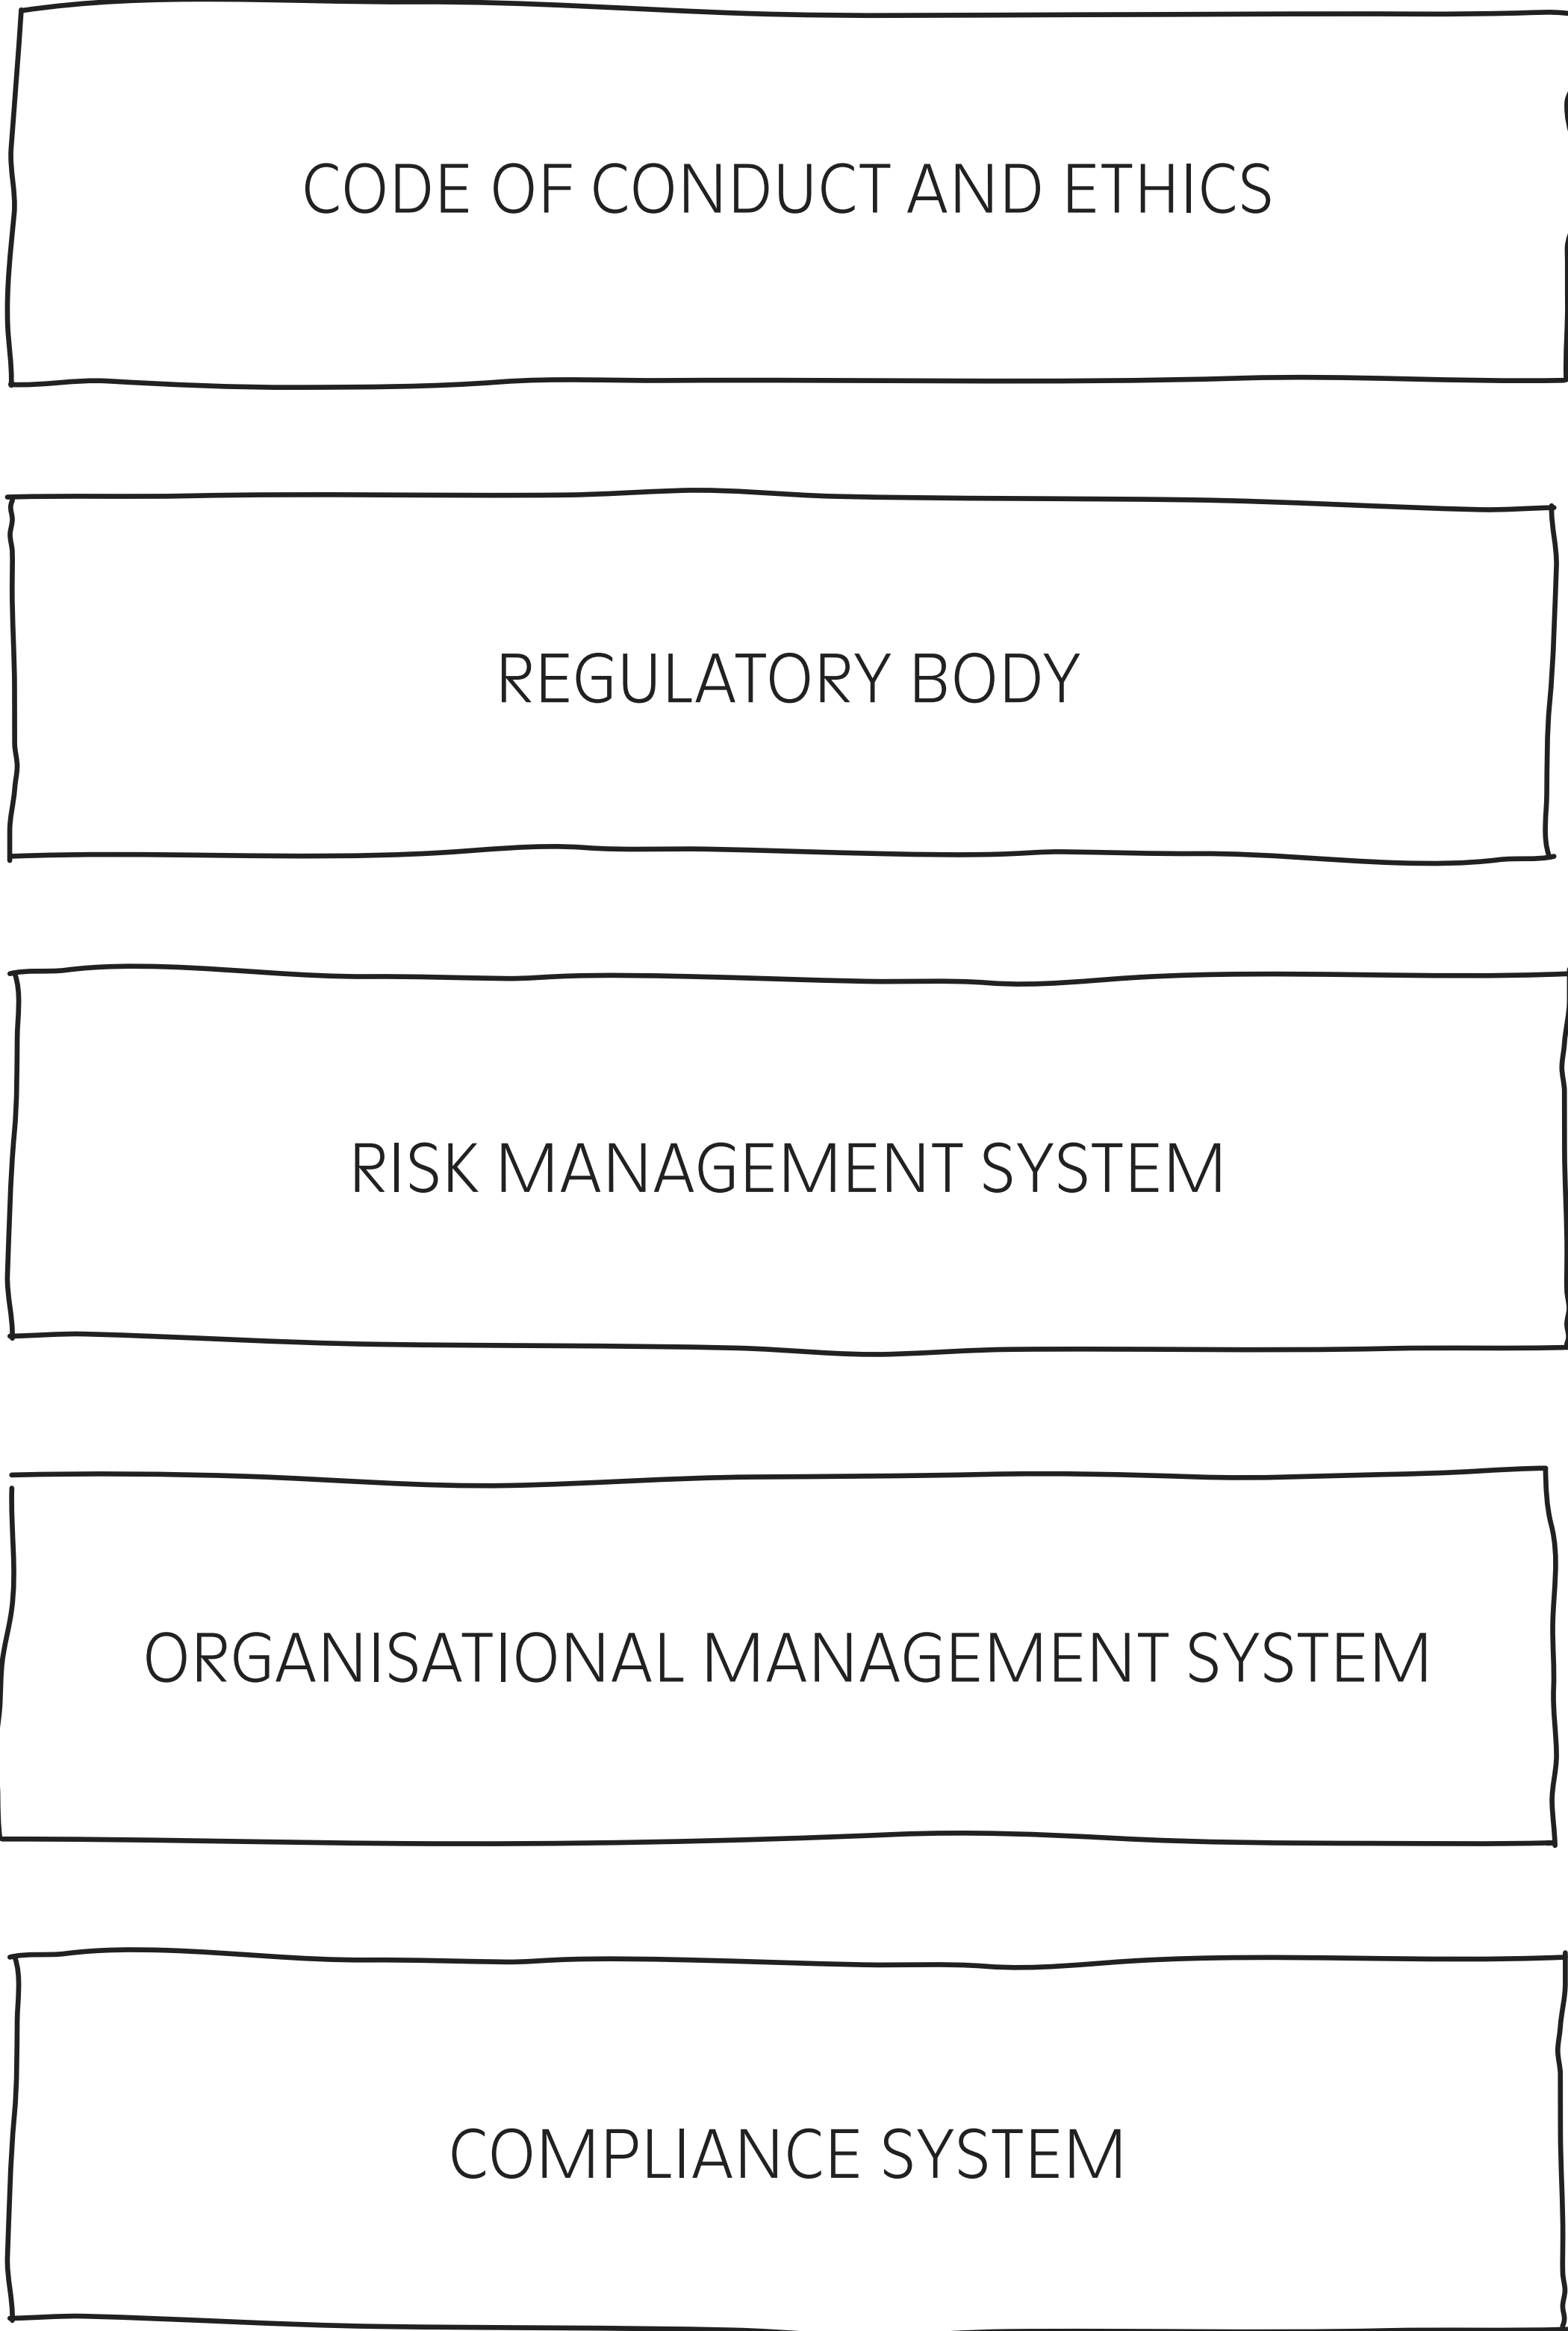 CODE OF CONDUCT AND ETHICS
REGULATORY BODY
RISK MANAGEMENT SYSTEM
ORGANISATIONAL MANAGEMENT SYSTEM
COMPLIANCE SYSTEM